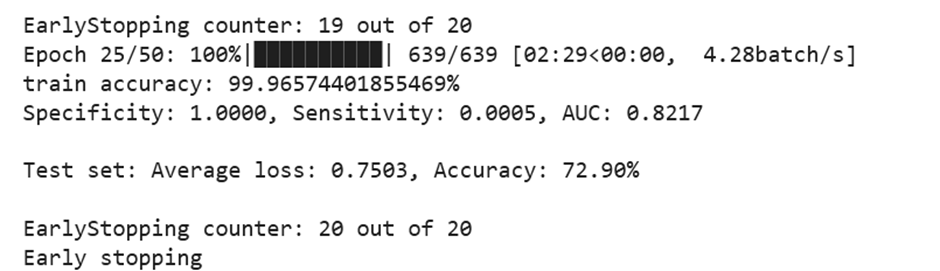 EarlyStopping counter: 19 out of 20
Epoch 25/50: 100%|██████████| 639/639 [02:29<00:00,  4.28batch/s]
train accuracy: 99.96574401855469%
Specificity: 1.0000, Sensitivity: 0.0005, AUC: 0.8217
Test set: Average loss: 0.7503, Accuracy: 72.90%
EarlyStopping counter: 20 out of 20
Early stopping